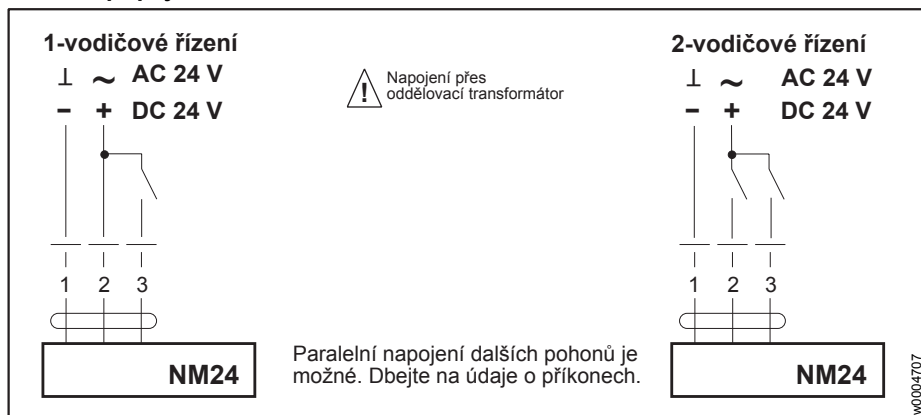 1-vodičové řízení
⊥ ~ AC 24 V
- + DC 24 V
1 2 3
NM24
Napojení přes
oddělovací transformátor
Paralelní napojení dalších pohonů je
možné. Dbejte na údaje o příkonech.
2-vodičové řízení
⊥ ~ AC 24 V
- + DC 24 V
1 2 3
NM24